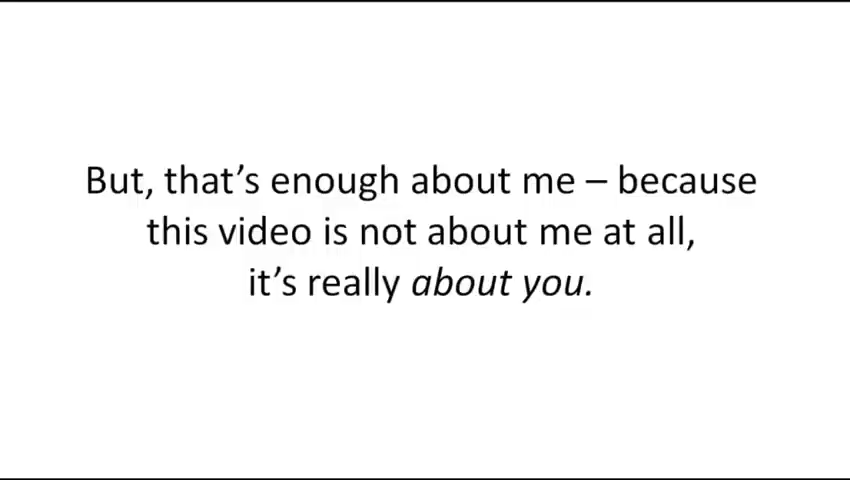 But, that’s enough about me – because
this video is not about me at all,
it’s really about you.